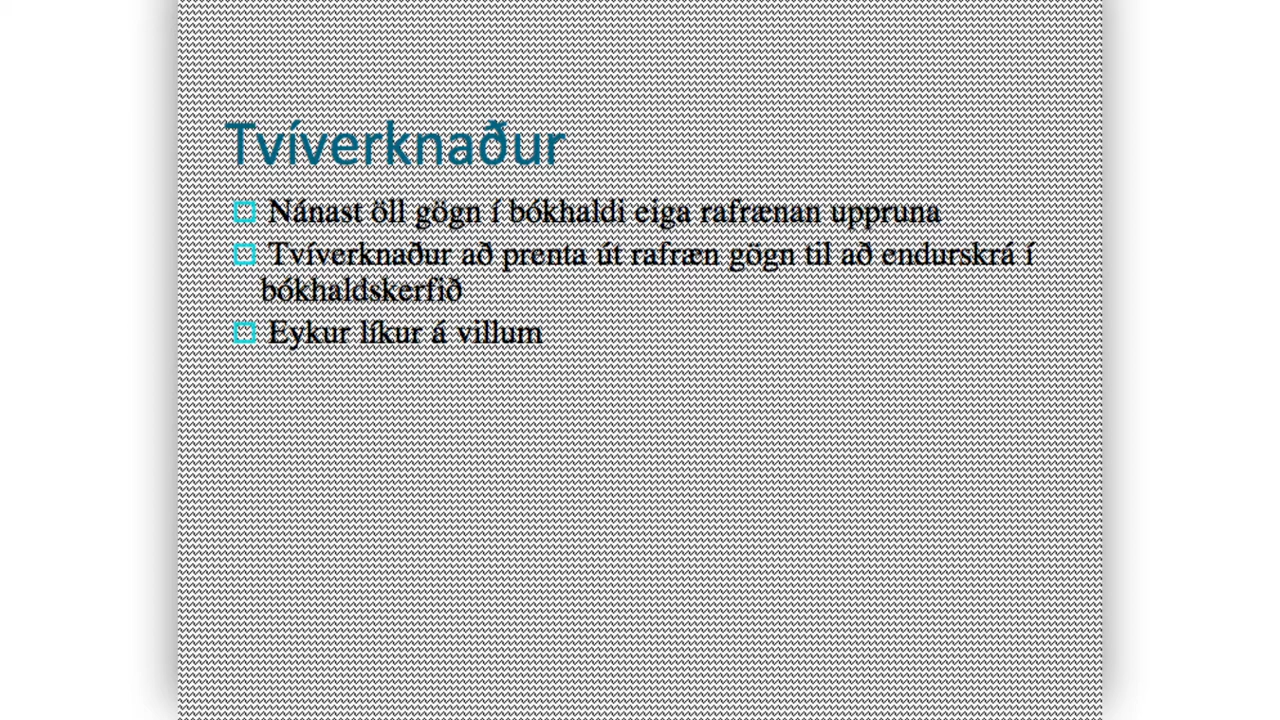 Tvíverknaður
Nánast öll gögn í bókhaldi eiga rafrænan uppruna
Tvíverknaður að prenta út rafræn gögn til að endurskrá í
bókhaldskerfið
Eykur líkur á villum